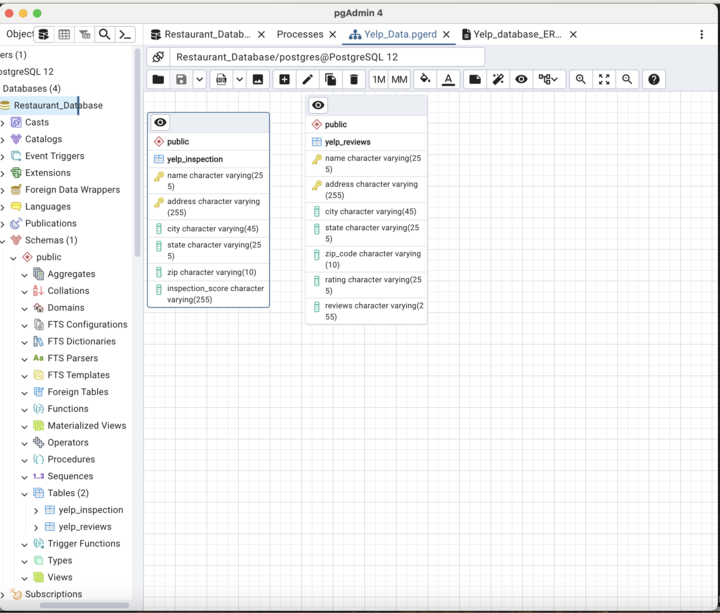 pgAdmin 4
Objec
Restaurant_Datab...
Processes
Yelp_Data.pgerd
Yelp_database_ER...
Restaurant_Database/postgres@PostgreSQL 12
SQL
1M
MM
ers (1)
ostgreSQL 12
Databases (4)
Restaurant_Database
Casts
Catalogs
Event Triggers
Extensions
Foreign Data Wrappers
Languages
Publications
Schemas (1)
public
Aggregates
Collations
Domains
FTS Configurations
FTS Dictionaries
Aa FTS Parsers
FTS Templates
Foreign Tables
Functions
Materialized Views
Operators
Procedures
1..3 Sequences
Tables (2)
yelp_inspection
yelp_reviews
Trigger Functions
Types
Views
Subscriptions
public
yelp_inspection
name character varying(25
5)
address character varying
(255)
city character varying(45)
state character varying(25
5)
zip character varying(10)
inspection_score character
varying(255)
public
yelp_reviews
name character varying(25
5)
address character varying
(255)
city character varying(45)
state character varying(25
5)
zip_code character varying
(10)
rating character varying(25
5)
reviews character varying(2
55)